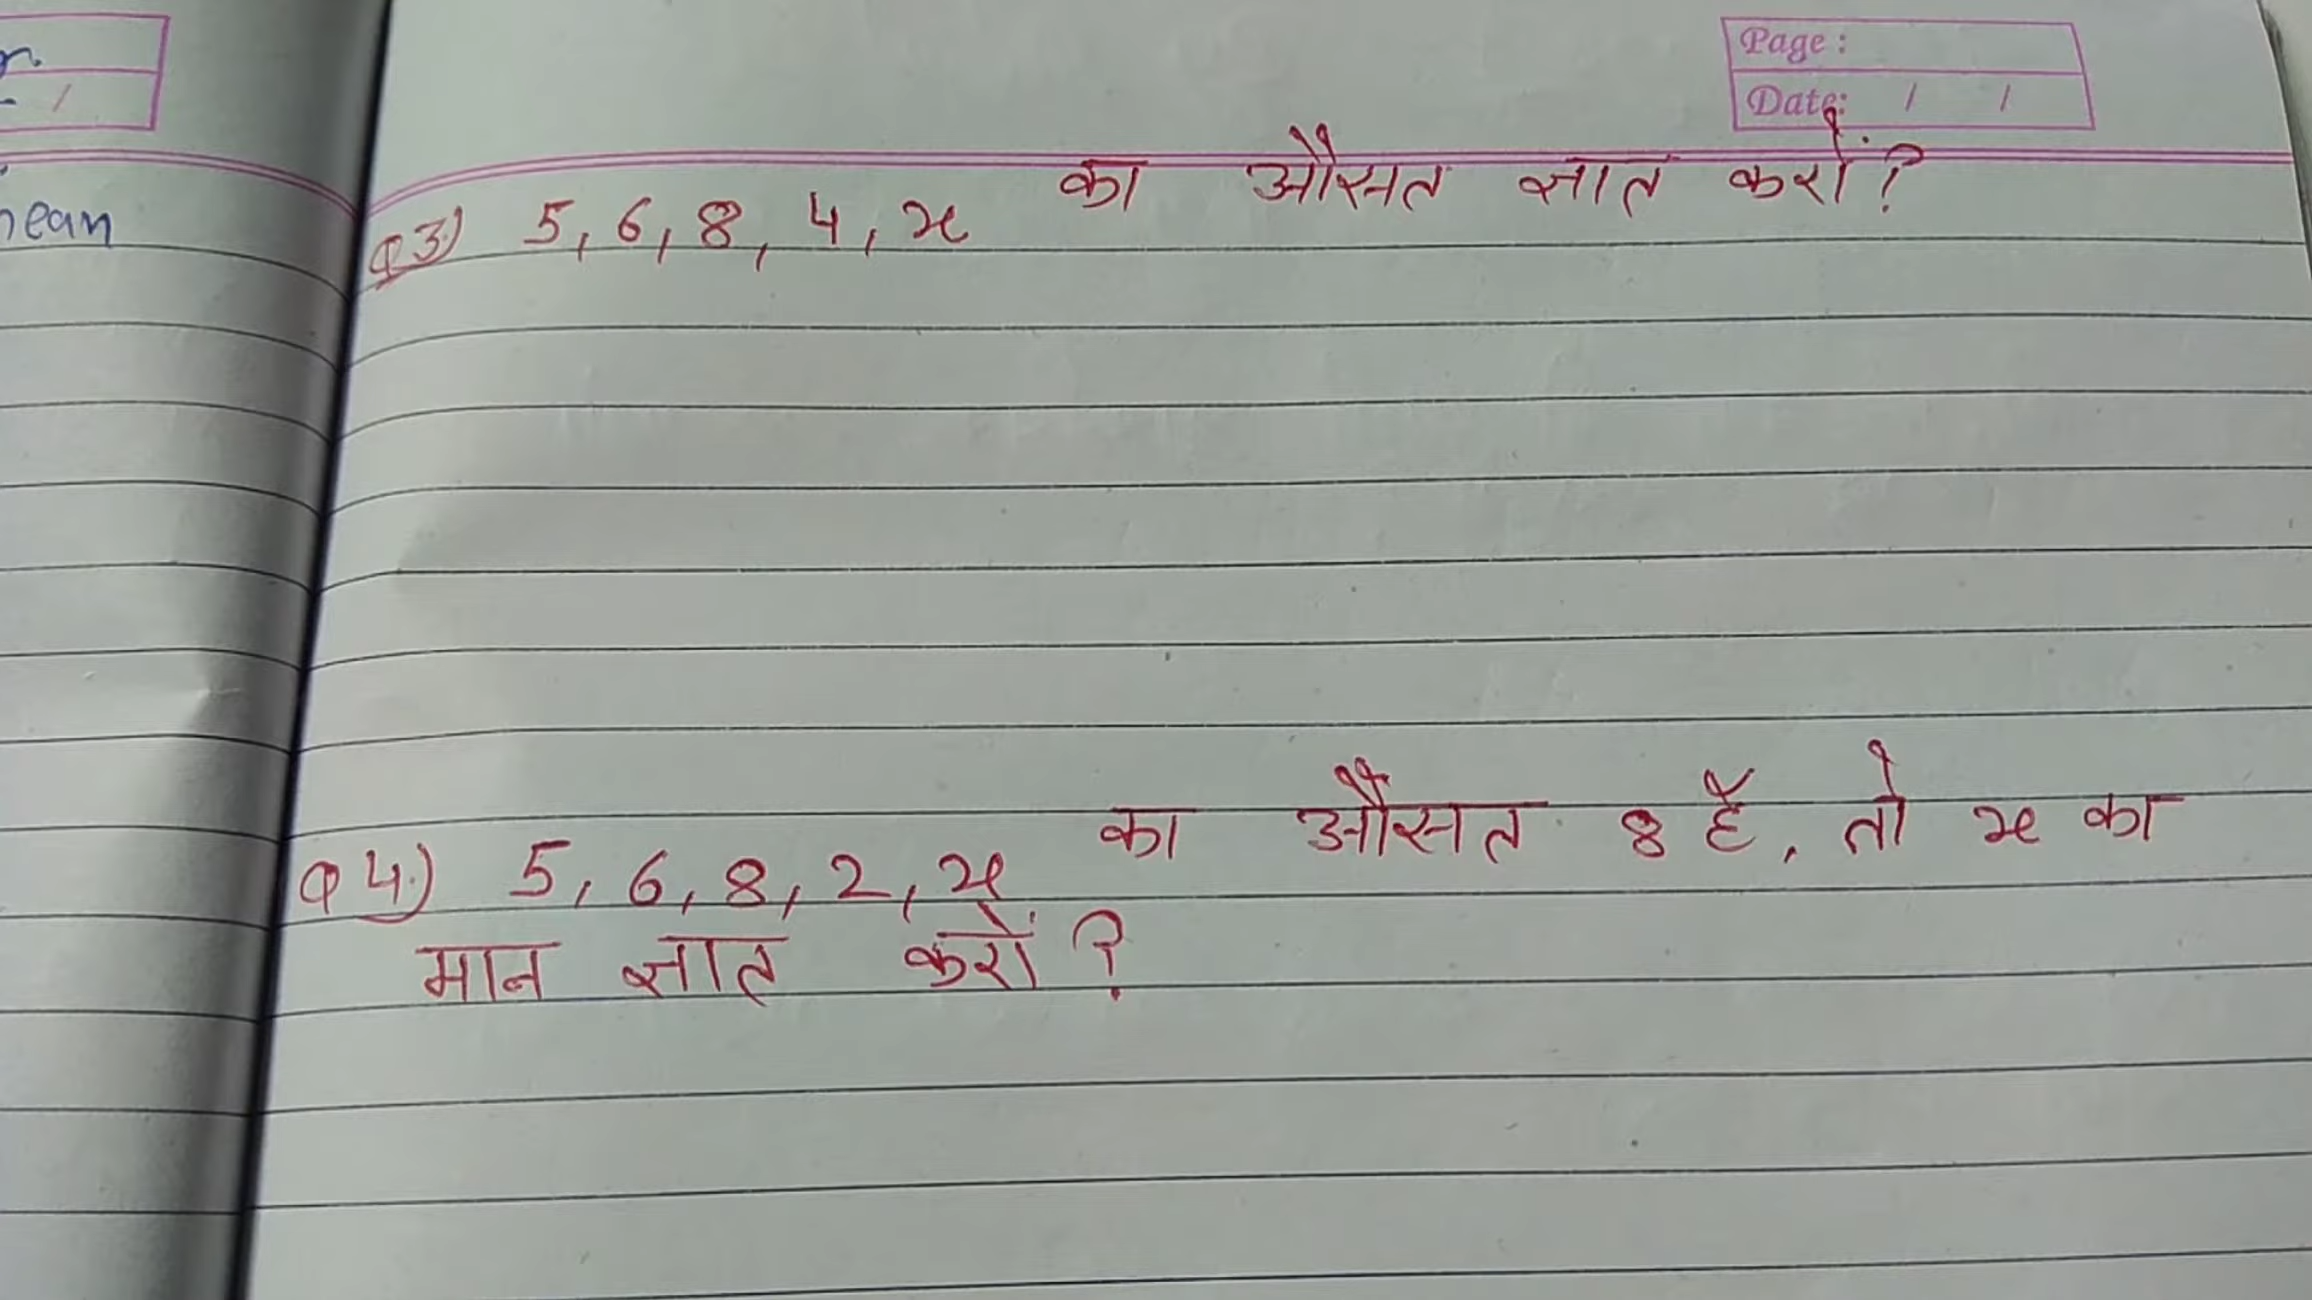 Page :
Date: / /
ean
Q3.) 5, 6, 8, 4, x का औसत ज्ञात करों?
Q4.) 5, 6, 8, 2, x का औसत 8 है, तो x का
मान ज्ञात करों?